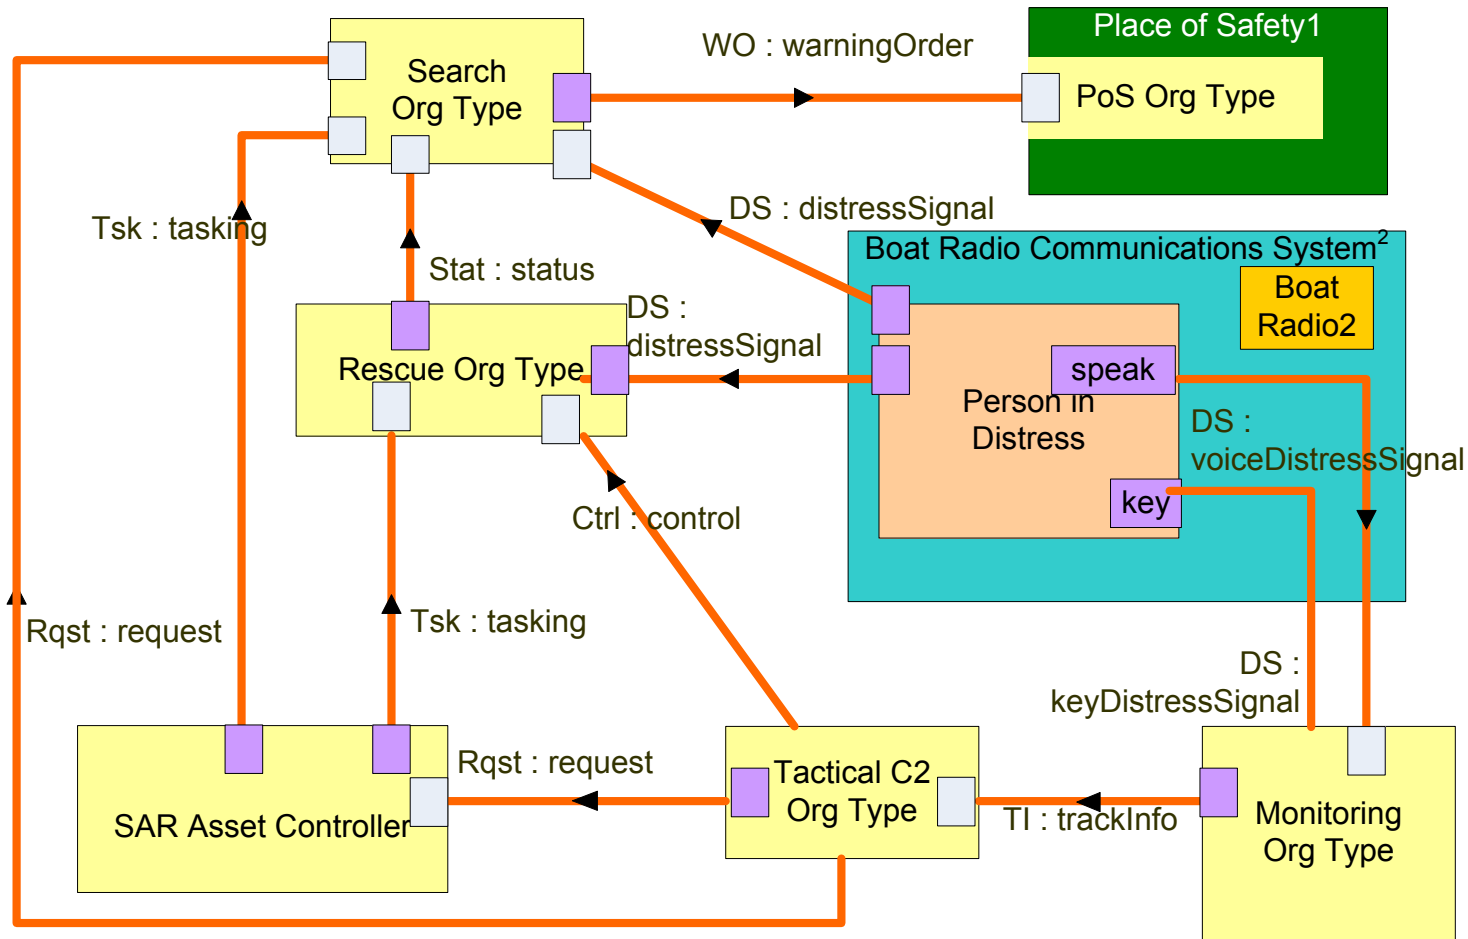 Place of Safety1
WO : warningOrder
Search
Org Type
PoS Org Type
DS : distressSignal
Tsk : tasking
Boat Radio Communications System2
Stat : status
Boat
Radio2
DS :
distressSignal
Rescue Org Type
speak
Person in
Distress
DS :
voiceDistressSignal
key
Ctrl : control
Rqst : request
Tsk : tasking
DS :
keyDistressSignal
Rqst : request
Tactical C2
Org Type
SAR Asset Controller
TI : trackInfo
Monitoring
Org Type